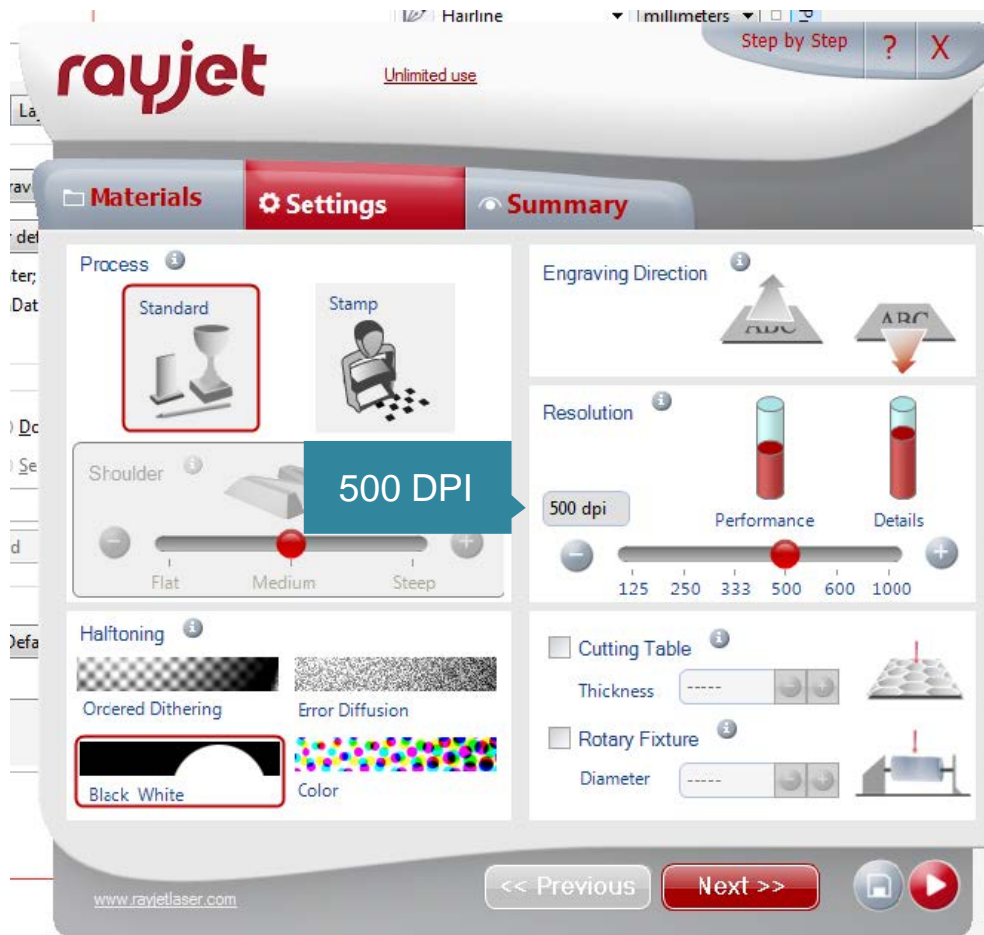 Hairline millimeters
Step by Step ? X
rayjet
Unlimited use
Materials Settings Summary
Process
Standard Stamp
Engraving Direction
ABC ABC
Resolution
Shoulder
500 DPI
500 dpi
Performance Details
Flat Medium Steep
125 250 333 500 600 1000
Halftoning
Ordered Dithering Error Diffusion
Black White Color
Cutting Table
Thickness -----
Rotary Fixture
Diameter -----
<< Previous Next >>
www.rayjetlaser.com